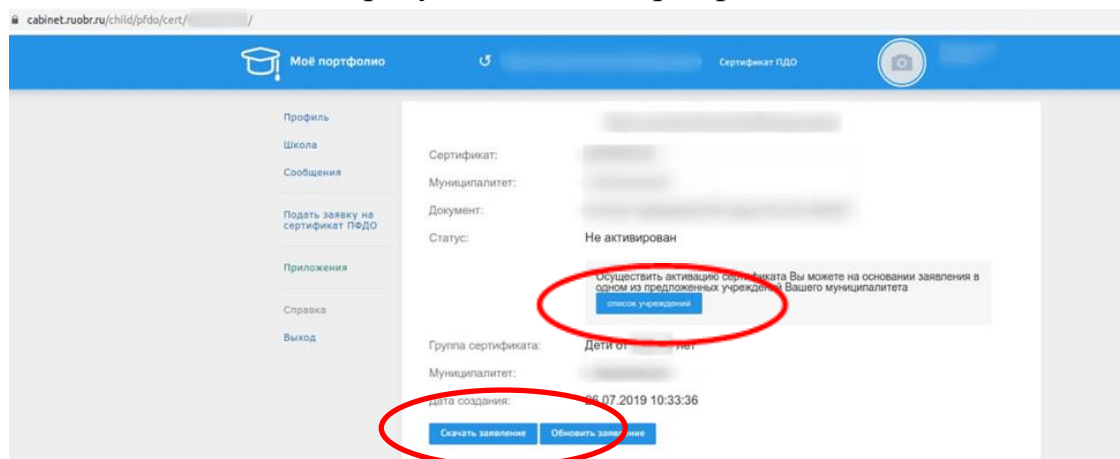 cabinet.ruobr.ru/child/pfdo/cert/ /
Моё портфолио
Сертификат ПДО
Профиль
Школа
Сообщения
Подать заявку на
сертификат ПФДО
Приложения
Справка
Выход
Сертификат:
Муниципалитет:
Документ:
Статус: Не активирован
Осуществить активацию сертификата Вы можете на основании заявления в
одном из предложенных учреждений Вашего муниципалитета
список учреждений
Группа сертификата: Дети от лет
Муниципалитет:
Дата создания: 26.07.2019 10:33:36
Скачать заявление Обновить заявление